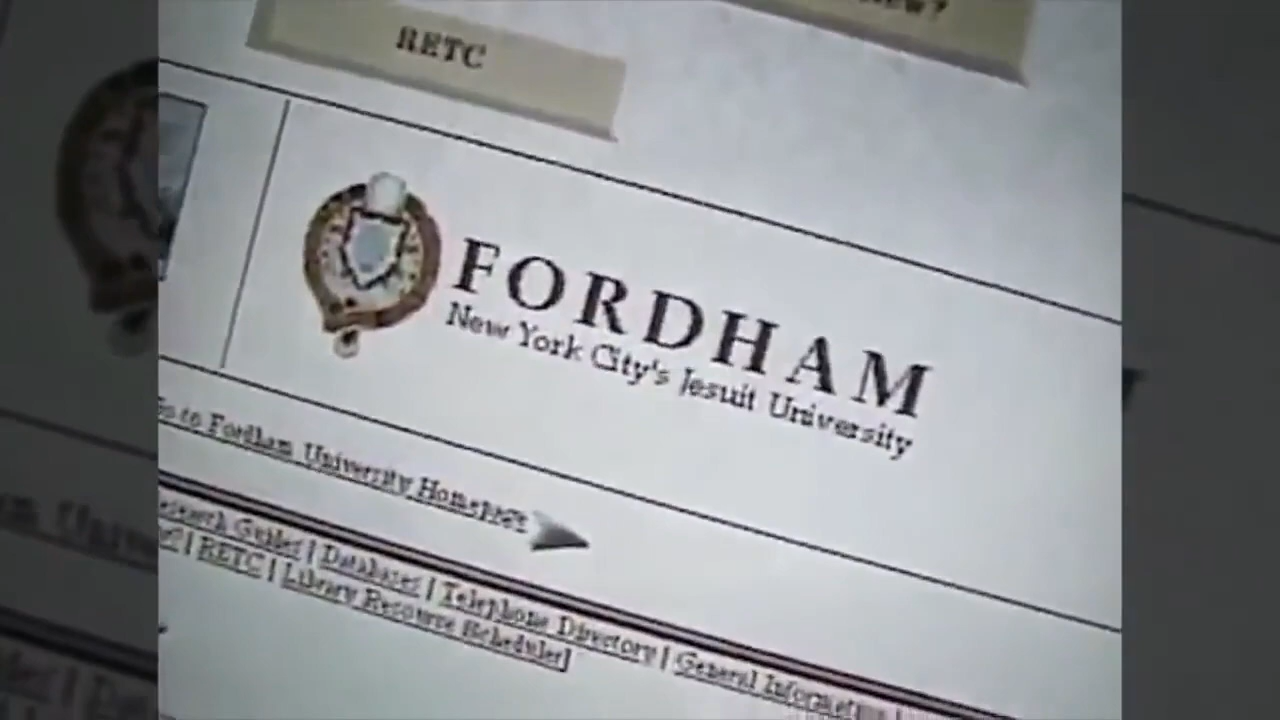 RETC
FORDHAM
New York City's Jesuit University
to Fordham University Homepage
Research Guides | Databases | Telephone Directory | General Information
| RETC | Library Resource Scheduler]